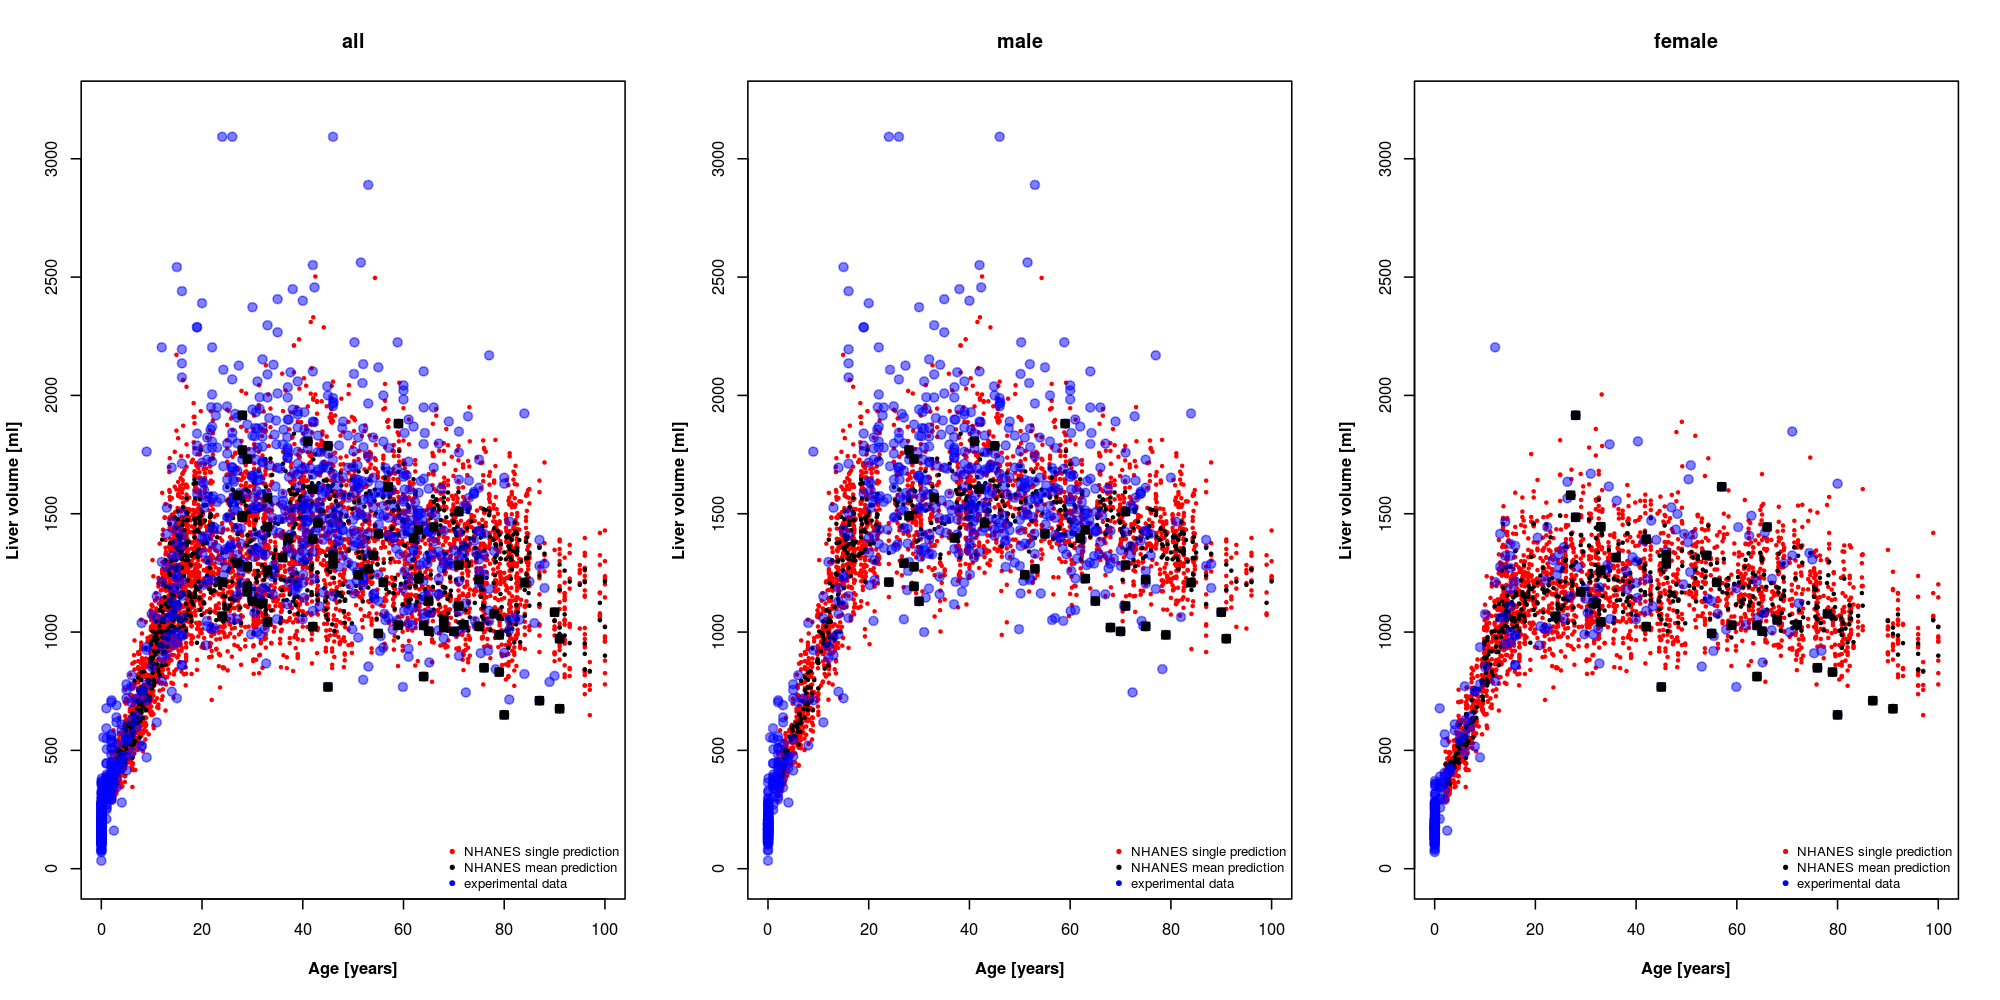 all
Liver volume [ml]
3000
2500
2000
1500
1000
500
0
NHANES single prediction
NHANES mean prediction
experimental data
0 20 40 60 80 100
Age [years]
male
Liver volume [ml]
3000
2500
2000
1500
1000
500
0
NHANES single prediction
NHANES mean prediction
experimental data
0 20 40 60 80 100
Age [years]
female
Liver volume [ml]
3000
2500
2000
1500
1000
500
0
NHANES single prediction
NHANES mean prediction
experimental data
0 20 40 60 80 100
Age [years]